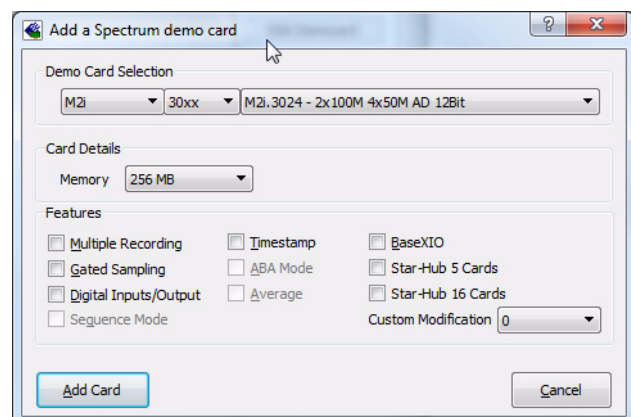 Add a Spectrum demo card
Demo Card Selection
M2i 30xx M2i.3024 - 2x100M 4x50M AD 12Bit
Card Details
Memory 256 MB
Features
Multiple Recording Timestamp BaseXIO
Gated Sampling ABA Mode Star-Hub 5 Cards
Digital Inputs/Output Average Star-Hub 16 Cards
Sequence Mode Custom Modification 0
Add Card Cancel